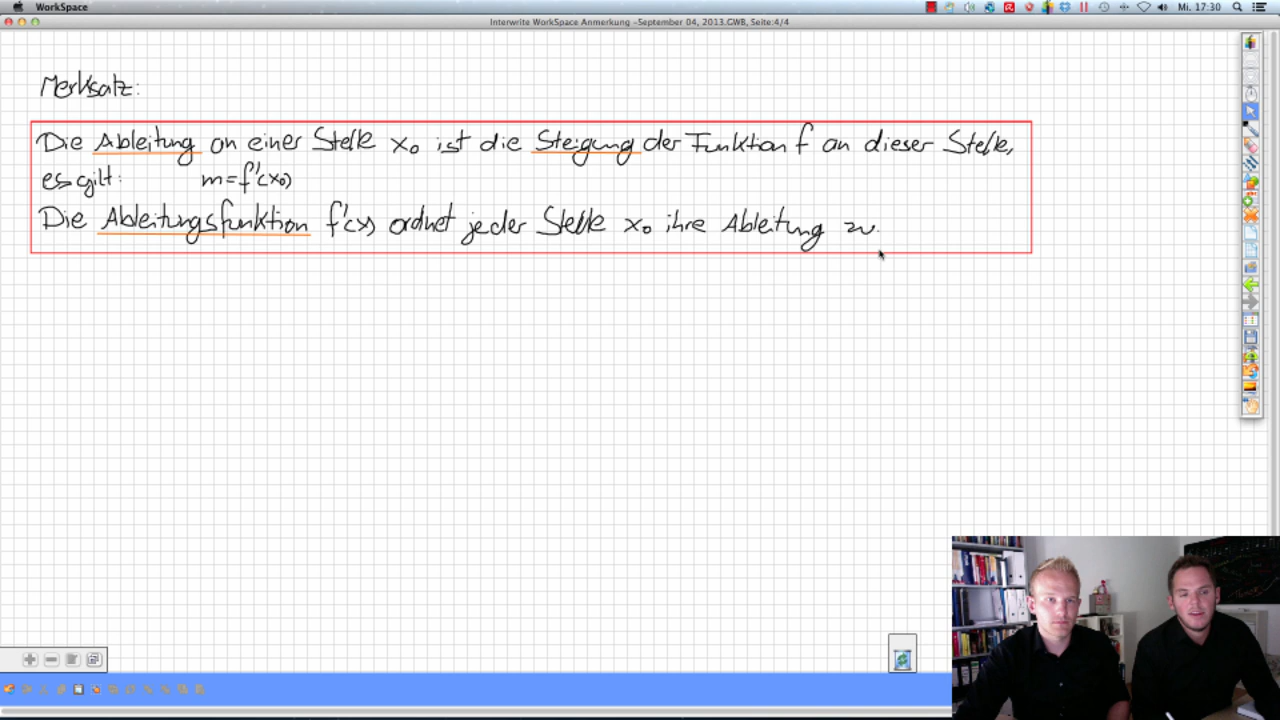 WorkSpace
Mi. 17:30
Interwrite WorkSpace Anmerkung -September 04, 2013.GWB, Seite:4/4
Merksatz:
Die Ableitung an einer Stelle x₀ ist die Steigung der Funktion f an dieser Stelle,
es gilt: m=f'(x₀)
Die Ableitungsfunktion f'(x) ordnet jeder Stelle x₀ ihre Ableitung zu.